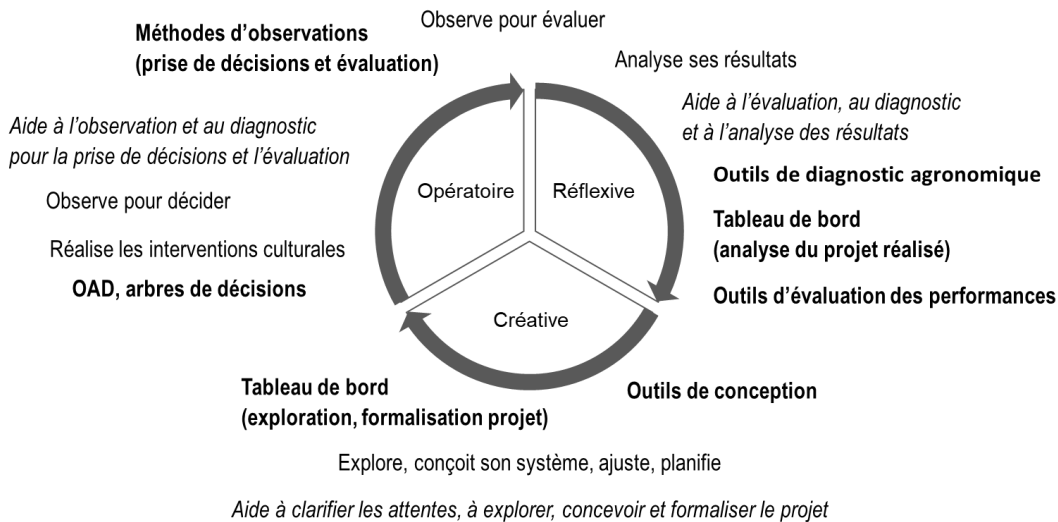 Observe pour évaluer
Méthodes d’observations
(prise de décisions et évaluation)
Analyse ses résultats
Aide à l’évaluation, au diagnostic
et à l’analyse des résultats
Aide à l’observation et au diagnostic
pour la prise de décisions et l’évaluation
Outils de diagnostic agronomique
Opératoire
Réflexive
Observe pour décider
Tableau de bord
(analyse du projet réalisé)
Réalise les interventions culturales
OAD, arbres de décisions
Outils d’évaluation des performances
Créative
Tableau de bord
(exploration, formalisation projet)
Outils de conception
Explore, conçoit son système, ajuste, planifie
Aide à clarifier les attentes, à explorer, concevoir et formaliser le projet